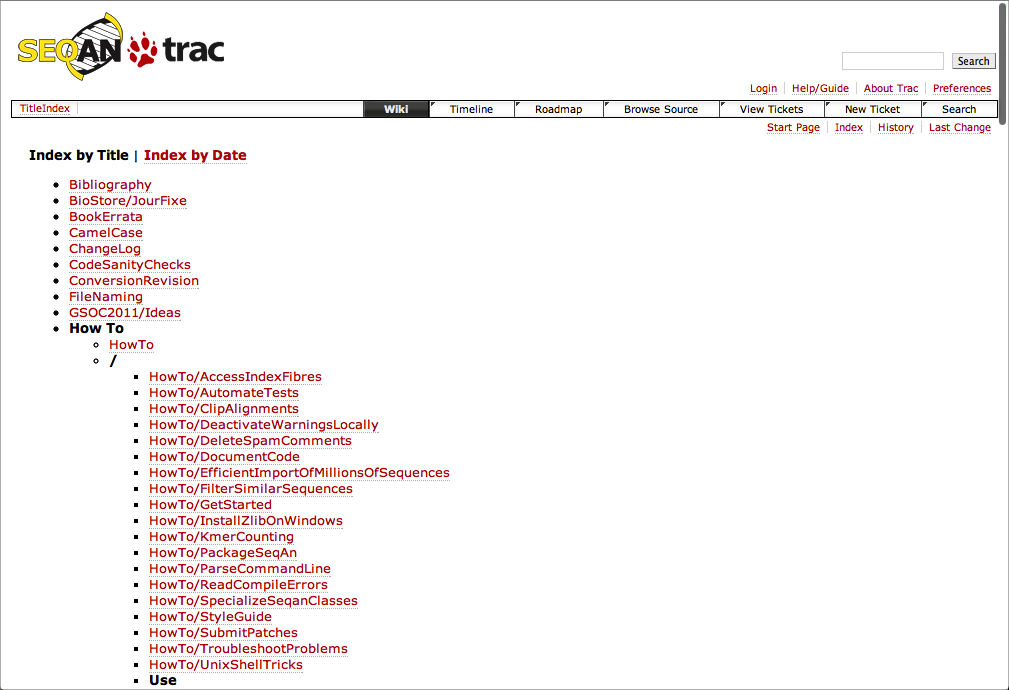 SEQAN trac
Search
Login Help/Guide About Trac Preferences
TitleIndex Wiki Timeline Roadmap Browse Source View Tickets New Ticket Search
Start Page Index History Last Change
Index by Title | Index by Date
Bibliography
BioStore/JourFixe
BookErrata
CamelCase
ChangeLog
CodeSanityChecks
ConversionRevision
FileNaming
GSOC2011/Ideas
How To
HowTo
/
HowTo/AccessIndexFibres
HowTo/AutomateTests
HowTo/ClipAlignments
HowTo/DeactivateWarningsLocally
HowTo/DeleteSpamComments
HowTo/DocumentCode
HowTo/EfficientImportOfMillionsOfSequences
HowTo/FilterSimilarSequences
HowTo/GetStarted
HowTo/InstallZlibOnWindows
HowTo/KmerCounting
HowTo/PackageSeqAn
HowTo/ParseCommandLine
HowTo/ReadCompileErrors
HowTo/SpecializeSeqanClasses
HowTo/StyleGuide
HowTo/SubmitPatches
HowTo/TroubleshootProblems
HowTo/UnixShellTricks
Use